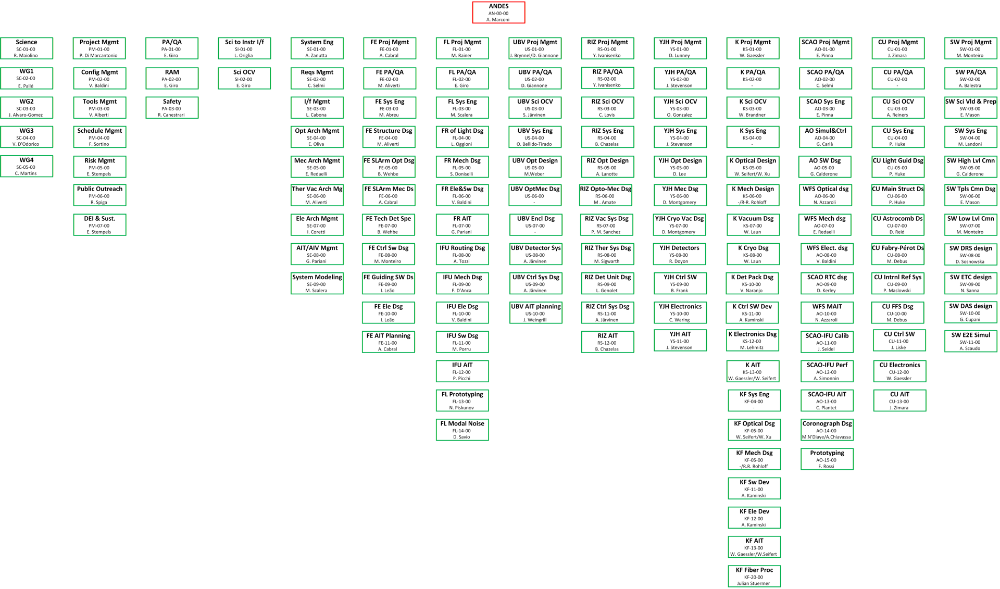 ANDES
AN-00-00
A. Marconi
Science
SC-01-00
R. Maiolino
WG1
SC-02-00
E. Pallé
WG2
SC-03-00
J. Alvaro-Gomez
WG3
SC-04-00
V. D'Odorico
WG4
SC-05-00
C. Martins
Project Mgmt
PM-01-00
P. Di Marcantonio
Config Mgmt
PM-02-00
V. Baldini
Tools Mgmt
PM-03-00
V. Alberti
Schedule Mgmt
PM-04-00
F. Sortino
Risk Mgmt
PM-05-00
E. Stempels
Public Outreach
PM-06-00
R. Spiga
DEI & Sust.
PM-07-00
E. Stempels
PA/QA
PA-01-00
E. Giro
RAM
PA-02-00
E. Giro
Safety
PA-03-00
R. Canestrari
Sci to Instr I/f
SI-01-00
L. Origlia
Sci OCV
SI-02-00
E. Giro
System Eng
SE-01-00
A. Zanutta
Reqs Mgmt
SE-02-00
C. Selmi
I/f Mgmt
SE-03-00
L. Cabona
Opt Arch Mgmt
SE-04-00
E. Oliva
Mec Arch Mgmt
SE-05-00
E. Redaelli
Ther Vac Arch Mg
SE-06-00
M. Aliverti
Ele Arch Mgmt
SE-07-00
I. Coretti
AIT/AIV Mgmt
SE-08-00
G. Pariani
System Modeling
SE-09-00
M. Scalera
FE Proj Mgmt
FE-01-00
A. Cabral
FE PA/QA
FE-02-00
M. Aliverti
FE Sys Eng
FE-03-00
M. Abreu
FE Structure Dsg
FE-04-00
M. Aliverti
FE SLArm Opt Dsg
FE-05-00
B. Wehbe
FE SLArm Mec Ds
FE-06-00
A. Cabral
FE Tech Det Spe
FE-07-00
B. Wehbe
FE Ctrl Sw Dsg
FE-08-00
M. Monteiro
FE Guiding SW Ds
FE-09-00
I. Leão
FE Ele Dsg
FE-10-00
I. Leão
FE AIT Planning
FE-11-00
A. Cabral
FL Proj Mgmt
FL-01-00
M. Rainer
FL PA/QA
FL-02-00
E. Giro
FL Sys Eng
FL-03-00
M. Scalera
FR of Light Dsg
FL-04-00
L. Oggioni
FR Mech Dsg
FL-05-00
S. Doniselli
FR Ele&Sw Dsg
FL-06-00
V. Baldini
FR AIT
FL-07-00
G. Pariani
IFU Routing Dsg
FL-08-00
A. Tozzi
IFU Mech Dsg
FL-09-00
F. D'Anca
IFU Ele Dsg
FL-10-00
V. Baldini
IFU Sw Dsg
FL-11-00
M. Porru
IFU AIT
FL-12-00
P. Picchi
FL Prototyping
FL-13-00
N. Piskunov
FL Modal Noise
FL-14-00
D. Savio
UBV Proj Mgmt
US-01-00
J. Brynnel/D. Giannone
UBV PA/QA
US-02-00
D. Giannone
UBV Sci OCV
US-03-00
S. Järvinen
UBV Sys Eng
US-04-00
O. Bellido-Tirado
UBV Opt Design
US-05-00
M.Weber
UBV OptMec Dsg
US-06-00
-
UBV Encl Dsg
US-07-00
-
UBV Detector Sys
US-08-00
A. Järvinen
UBV Ctrl Sys Dsg
US-09-00
A. Järvinen
UBV AIT planning
US-10-00
J. Weingrill
RIZ Proj Mgmt
RS-01-00
Y. Ivanisenko
RIZ PA/QA
RS-02-00
Y. Ivanisenko
RIZ Sci OCV
RS-03-00
C. Lovis
RIZ Sys Eng
RS-04-00
B. Chazelas
RIZ Opt Design
RS-05-00
A. Lanotte
RIZ Opto-Mec Dsg
RS-06-00
M . Amate
RIZ Vac Sys Dsg
RS-07-00
P. M. Sanchez
RIZ Ther Sys Dsg
RS-08-00
M. Sigwarth
RIZ Det Unit Dsg
RS-09-00
L. Genolet
RIZ Ctrl Sys Dsg
RS-11-00
A. Järvinen
RIZ AIT
RS-12-00
B. Chazelas
YJH Proj Mgmt
YS-01-00
D. Lunney
YJH PA/QA
YS-02-00
J. Stevenson
YJH Sci OCV
YS-03-00
O. Gonzalez
YJH Sys Eng
YS-04-00
J. Stevenson
YJH Opt Design
YS-05-00
D. Lee
YJH Mec Dsg
YS-06-00
D. Montgomery
YJH Cryo Vac Dsg
YS-07-00
D. Montgomery
YJH Detectors
YS-08-00
R. Doyon
YJH Ctrl SW
YS-09-00
B. Frank
YJH Electronics
YS-10-00
C. Waring
YJH AIT
YS-11-00
J. Stevenson
K Proj Mgmt
KS-01-00
W. Gaessler
K PA/QA
KS-02-00
-
K Sci OCV
KS-03-00
W. Brandner
K Sys Eng
KS-04-00
-
K Optical Design
KS-05-00
W. Seifert/W. Xu
K Mech Design
KS-06-00
-/R-R. Rohloff
K Vacuum Dsg
KS-07-00
W. Laun
K Cryo Dsg
KS-08-00
W. Laun
K Det Pack Dsg
KS-10-00
V. Naranjo
K Ctrl SW Dev
KS-11-00
A. Kaminski
K Electronics Dsg
KS-12-00
M. Lehmitz
K AIT
KS-13-00
W. Gaessler/W. Seifert
KF Sys Eng
KF-04-00
-
KF Optical Dsg
KF-05-00
W. Seifert/W. Xu
KF Mech Dsg
KF-05-00
-/R.R. Rohloff
KF Sw Dev
KF-11-00
A. Kaminski
KF Ele Dev
KF-12-00
A. Kaminski
KF AIT
KF-13-00
W. Gaessler/W.Seifert
KF Fiber Proc
KF-20-00
Julian Stuermer
SCAO Proj Mgmt
AO-01-00
E. Pinna
SCAO PA/QA
AO-02-00
C. Selmi
SCAO Sys Eng
AO-03-00
E. Pinna
AO Simul&Ctrl
AO-04-00
G. Carlà
AO SW Dsg
AO-05-00
G. Calderone
WFS Optical dsg
AO-06-00
N. Azzaroli
WFS Mech dsg
AO-07-00
E. Redaelli
WFS Elect. dsg
AO-08-00
V. Baldini
SCAO RTC dsg
AO-09-00
D. Kerley
WFS MAIT
AO-10-00
N. Azzaroli
SCAO-IFU Calib
AO-11-00
J. Seidel
SCAO-IFU Perf
AO-12-00
A. Simonnin
SCAO-IFU AIT
AO-13-00
C. Plantet
Coronograph Dsg
AO-14-00
M.N'Diaye/A.Chiavassa
Prototyping
AO-15-00
F. Rossi
CU Proj Mgmt
CU-01-00
J. Zimara
CU PA/QA
CU-02-00
-
CU Sci OCV
CU-03-00
A. Reiners
CU Sys Eng
CU-04-00
P. Huke
CU Light Guid Dsg
CU-05-00
P. Huke
CU Main Struct Ds
CU-06-00
P. Huke
CU Astrocomb Ds
CU-07-00
D. Reid
CU Fabry-Pérot Ds
CU-08-00
M. Debus
CU Intrnl Ref Sys
CU-09-00
P. Maslowski
CU FFS Dsg
CU-10-00
M. Debus
CU Ctrl SW
CU-11-00
J. Liske
CU Electronics
CU-12-00
W. Gaessler
CU AIT
CU-13-00
J. Zimara
SW Proj Mgmt
SW-01-00
M. Monteiro
SW PA/QA
SW-02-00
A. Balestra
SW Sci Vld & Prep
SW-03-00
E. Mason
SW Sys Eng
SW-04-00
M. Landoni
SW High Lvl Cmn
SW-05-00
G. Calderone
SW Tpls Cmn Dsg
SW-06-00
E. Mason
SW Low Lvl Cmn
SW-07-00
M. Monteiro
SW DRS design
SW-08-00
D. Sosnowska
SW ETC design
SW-09-00
N. Sanna
SW DAS design
SW-10-00
G. Cupani
SW E2E Simul
SW-11-00
A. Scaudo